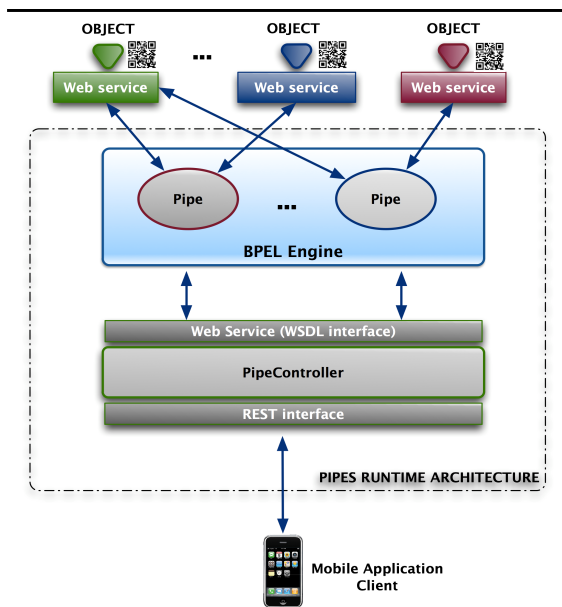 OBJECT
OBJECT
OBJECT
...
Web service
Web service
Web service
Pipe
...
Pipe
BPEL Engine
Web Service (WSDL interface)
PipeController
REST interface
PIPES RUNTIME ARCHITECTURE
Mobile Application
Client